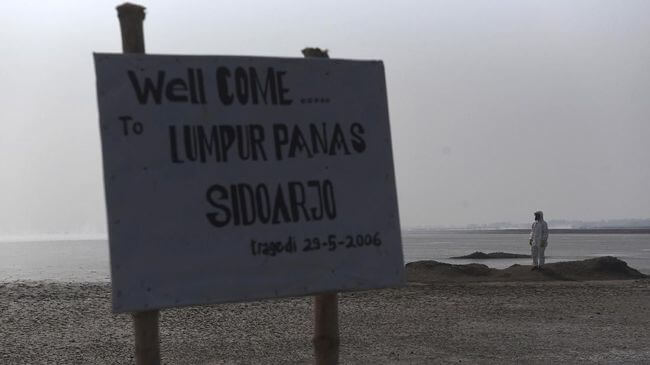 Well COME .....
To
LUMPUR PANAS
SIDOARJO
tragedi 29-5-2006